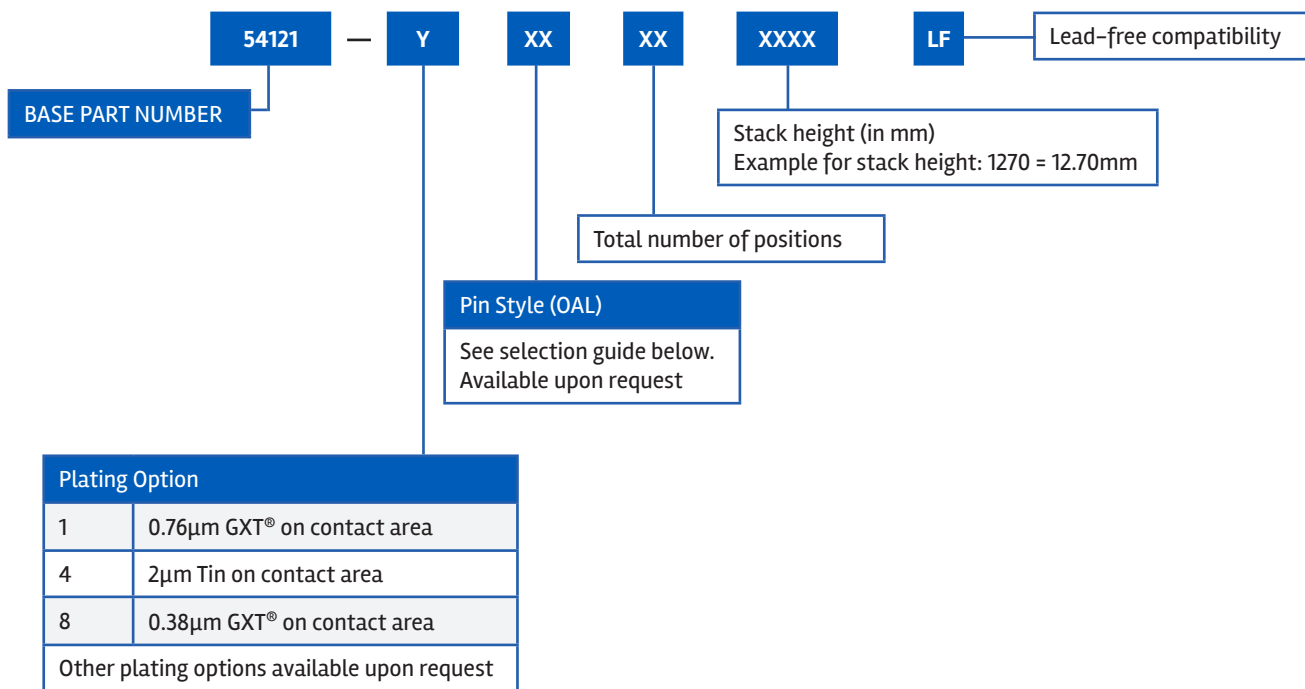 54121 — Y XX XX XXXX LF
Lead-free compatibility
BASE PART NUMBER
Stack height (in mm)
Example for stack height: 1270 = 12.70mm
Total number of positions
Pin Style (OAL)
See selection guide below.
Available upon request
Plating Option
1 0.76µm GXT® on contact area
4 2µm Tin on contact area
8 0.38µm GXT® on contact area
Other plating options available upon request